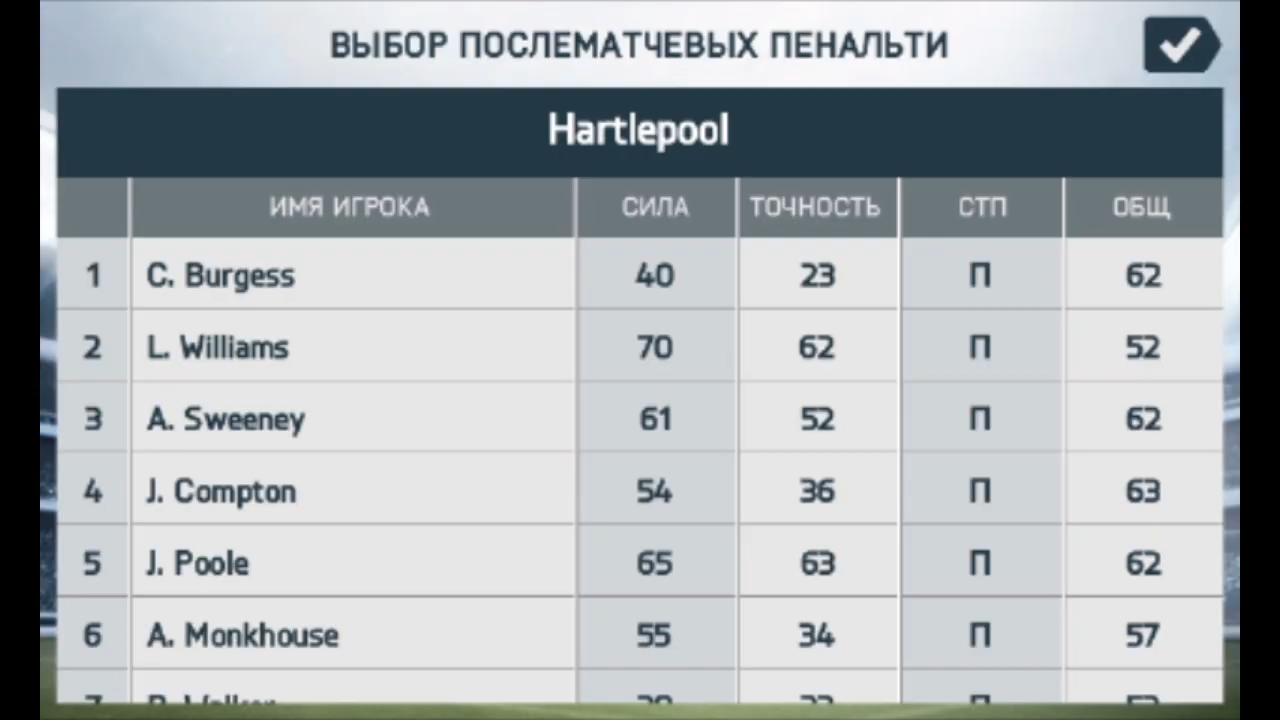 ВЫБОР ПОСЛЕМАТЧЕВЫХ ПЕНАЛЬТИ
Hartlepool
ИМЯ ИГРОКА СИЛА ТОЧНОСТЬ СТП ОБЩ
1 C. Burgess 40 23 П 62
2 L. Williams 70 62 П 52
3 A. Sweeney 61 52 П 62
4 J. Compton 54 36 П 63
5 J. Poole 65 63 П 62
6 A. Monkhouse 55 34 П 57